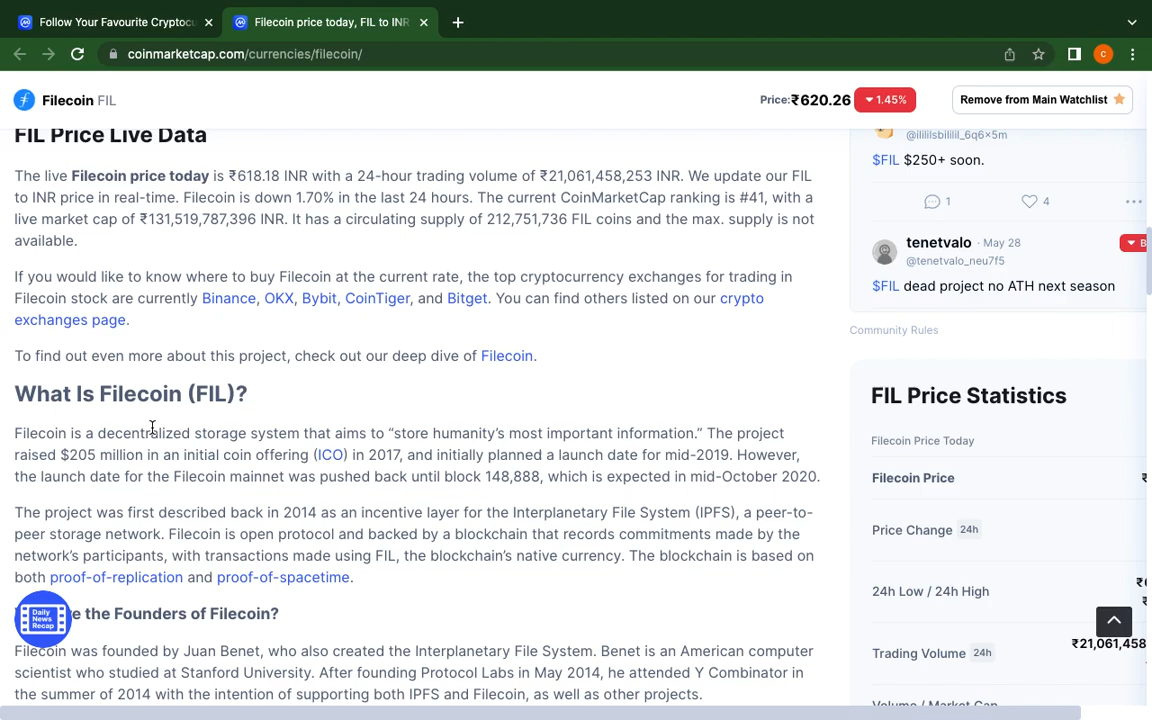 Follow Your Favourite Cryptocu
Filecoin price today, FIL to INR
coinmarketcap.com/currencies/filecoin/
C
Filecoin FIL
Price:₹620.26
1.45%
Remove from Main Watchlist
FIL Price Live Data
The live Filecoin price today is ₹618.18 INR with a 24-hour trading volume of ₹21,061,458,253 INR. We update our FIL
to INR price in real-time. Filecoin is down 1.70% in the last 24 hours. The current CoinMarketCap ranking is #41, with a
live market cap of ₹131,519,787,396 INR. It has a circulating supply of 212,751,736 FIL coins and the max. supply is not
available.
If you would like to know where to buy Filecoin at the current rate, the top cryptocurrency exchanges for trading in
Filecoin stock are currently Binance, OKX, Bybit, CoinTiger, and Bitget. You can find others listed on our crypto
exchanges page.
To find out even more about this project, check out our deep dive of Filecoin.
What Is Filecoin (FIL)?
Filecoin is a decentralized storage system that aims to “store humanity’s most important information.” The project
raised $205 million in an initial coin offering (ICO) in 2017, and initially planned a launch date for mid-2019. However,
the launch date for the Filecoin mainnet was pushed back until block 148,888, which is expected in mid-October 2020.
The project was first described back in 2014 as an incentive layer for the Interplanetary File System (IPFS), a peer-to-
peer storage network. Filecoin is open protocol and backed by a blockchain that records commitments made by the
network’s participants, with transactions made using FIL, the blockchain’s native currency. The blockchain is based on
both proof-of-replication and proof-of-spacetime.
e the Founders of Filecoin?
Daily
News
Recap
Filecoin was founded by Juan Benet, who also created the Interplanetary File System. Benet is an American computer
scientist who studied at Stanford University. After founding Protocol Labs in May 2014, he attended Y Combinator in
the summer of 2014 with the intention of supporting both IPFS and Filecoin, as well as other projects.
$FIL $250+ soon.
1
4
tenetvalo · May 28
B
@tenetvalo_neu7f5
$FIL dead project no ATH next season
Community Rules
FIL Price Statistics
Filecoin Price Today
Filecoin Price
₹
Price Change 24h
24h Low / 24h High
Trading Volume 24h
₹21,061,458
Volume / Market Cap